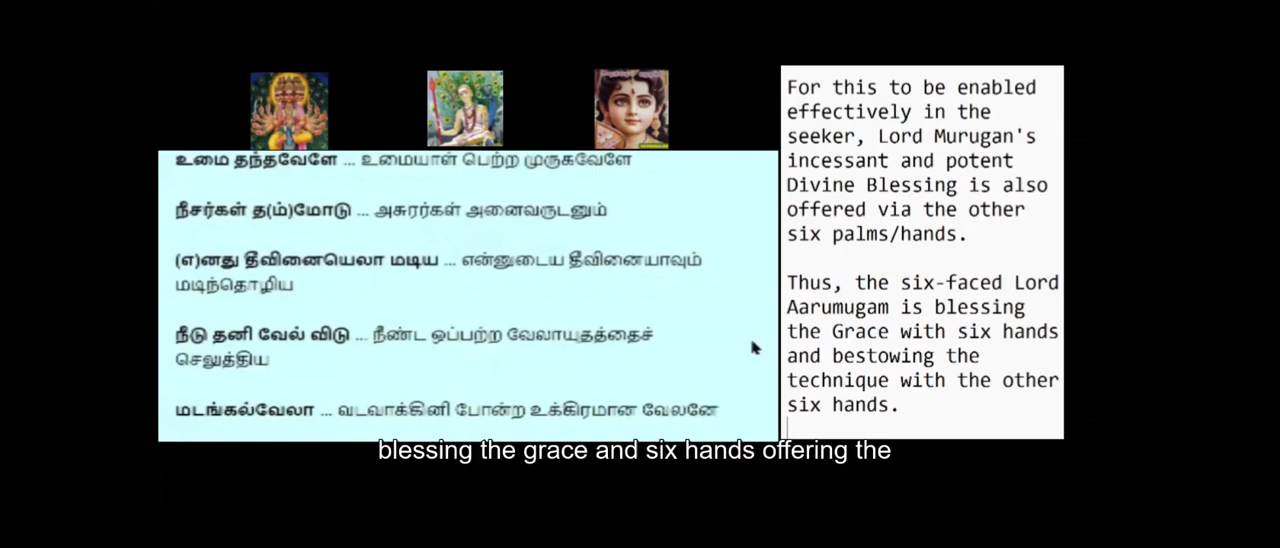 உமை தந்தவேளே ... உமையாள் பெற்ற முருகவேளே
நீசர்கள் த(ம்)மோடு ... அசுரர்கள் அனைவருடனும்
(எ)னது தீவினையெலா மடிய ... என்னுடைய தீவினையாவும்
மடிந்தொழிய
நீடு தனி வேல் விடு ... நீண்ட ஒப்பற்ற வேலாயுதத்தைச்
செலுத்திய
மடங்கல்வேலா ... வடவாக்கினி போன்ற உக்கிரமான வேலனே
For this to be enabled
effectively in the
seeker, Lord Murugan's
incessant and potent
Divine Blessing is also
offered via the other
six palms/hands.
Thus, the six-faced Lord
Aarumugam is blessing
the Grace with six hands
and bestowing the
technique with the other
six hands.
blessing the grace and six hands offering the